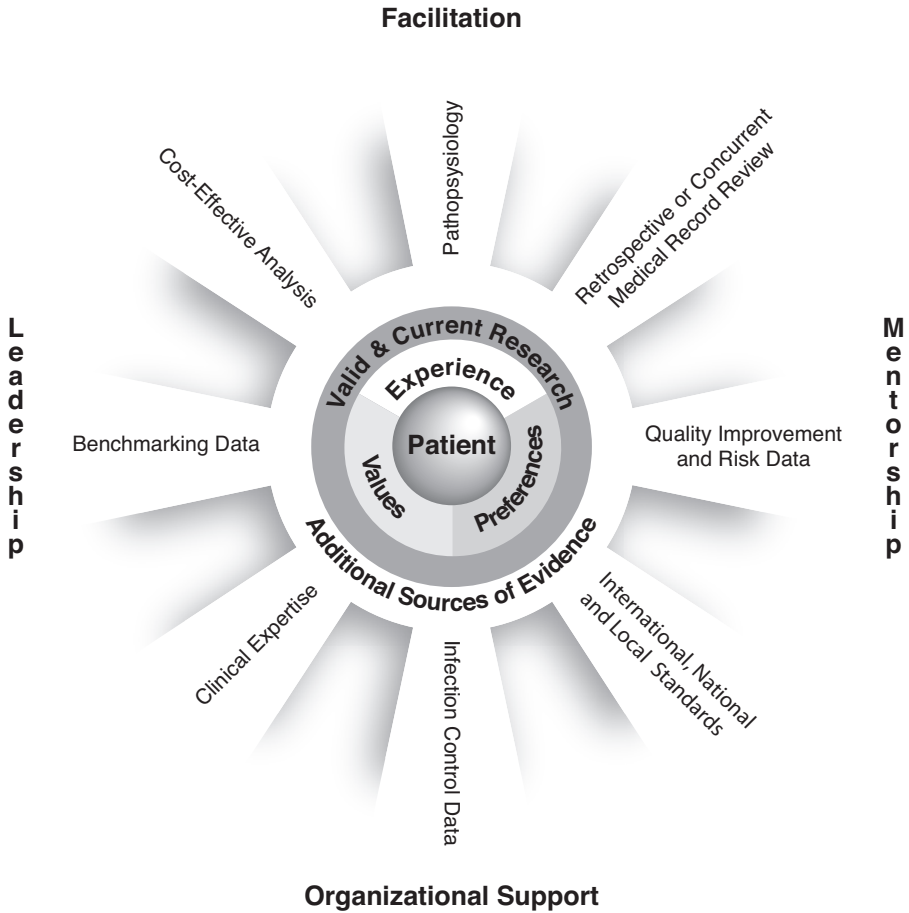 Facilitation
Pathopsysiology
Cost-Effective Analysis
Retrospective or Concurrent
Medical Record Review
Leadership
Mentorship
Valid & Current Research
Experience
Patient
Values
Preferences
Benchmarking Data
Quality Improvement
and Risk Data
Additional Sources of Evidence
Clinical Expertise
International, National
and Local Standards
Infection Control Data
Organizational Support